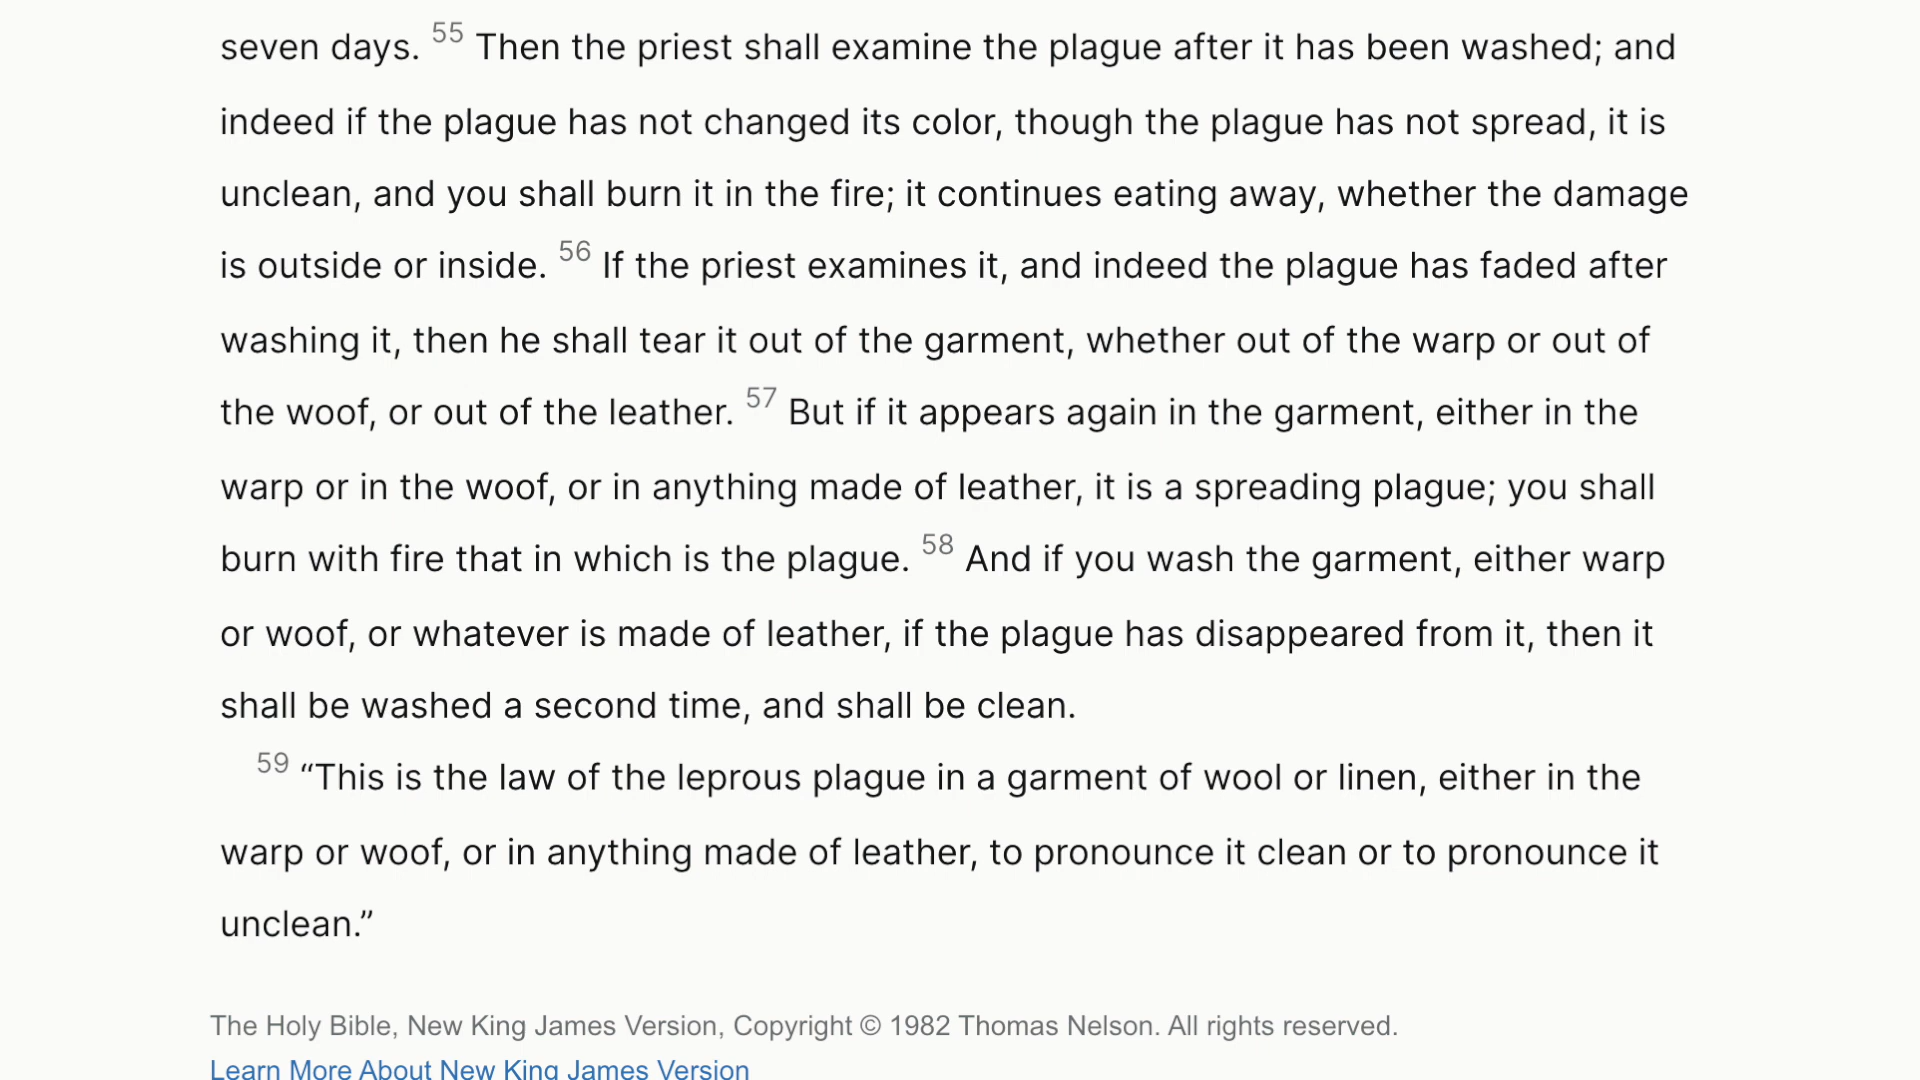 seven days. 55 Then the priest shall examine the plague after it has been washed; and
indeed if the plague has not changed its color, though the plague has not spread, it is
unclean, and you shall burn it in the fire; it continues eating away, whether the damage
is outside or inside. 56 If the priest examines it, and indeed the plague has faded after
washing it, then he shall tear it out of the garment, whether out of the warp or out of
the woof, or out of the leather. 57 But if it appears again in the garment, either in the
warp or in the woof, or in anything made of leather, it is a spreading plague; you shall
burn with fire that in which is the plague. 58 And if you wash the garment, either warp
or woof, or whatever is made of leather, if the plague has disappeared from it, then it
shall be washed a second time, and shall be clean.
59 “This is the law of the leprous plague in a garment of wool or linen, either in the
warp or woof, or in anything made of leather, to pronounce it clean or to pronounce it
unclean.”
The Holy Bible, New King James Version, Copyright © 1982 Thomas Nelson. All rights reserved.
Learn More About New King James Version